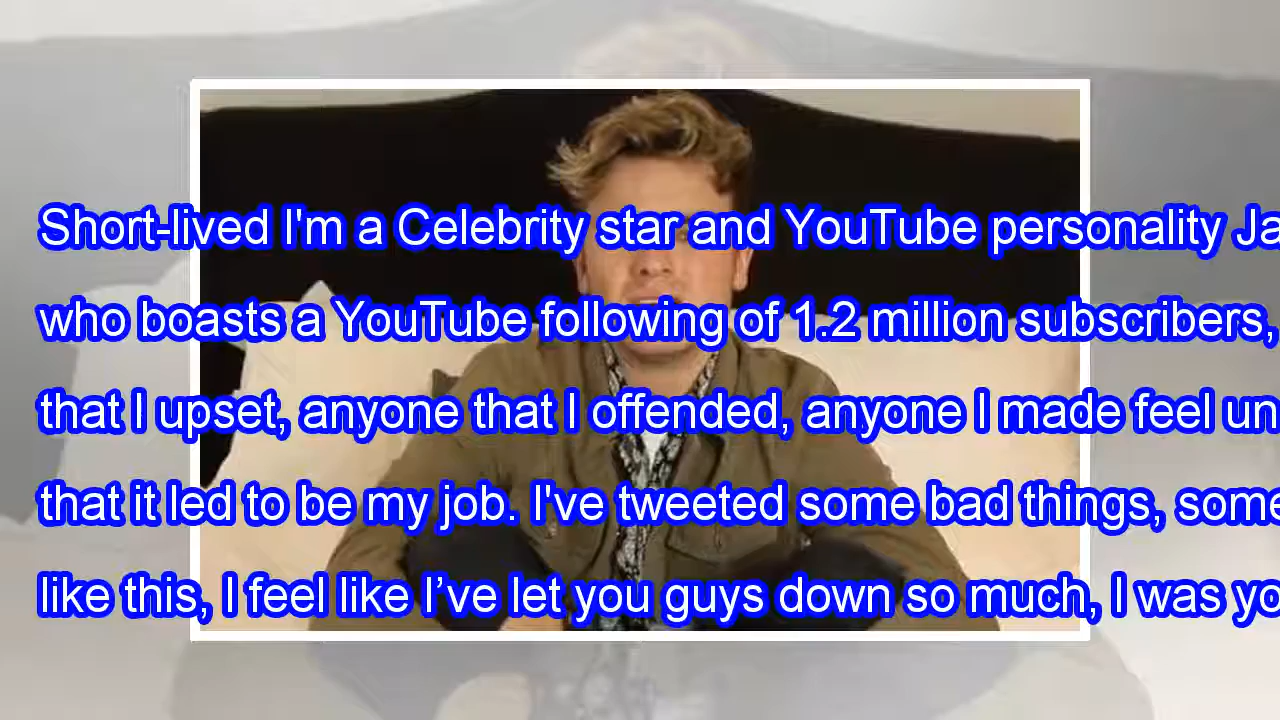 Short-lived I'm a Celebrity star and YouTube personality Ja
who boasts a YouTube following of 1.2 million subscribers,
that I upset, anyone that I offended, anyone I made feel un
that it led to be my job. I've tweeted some bad things, some
like this, I feel like I’ve let you guys down so much, I was yo